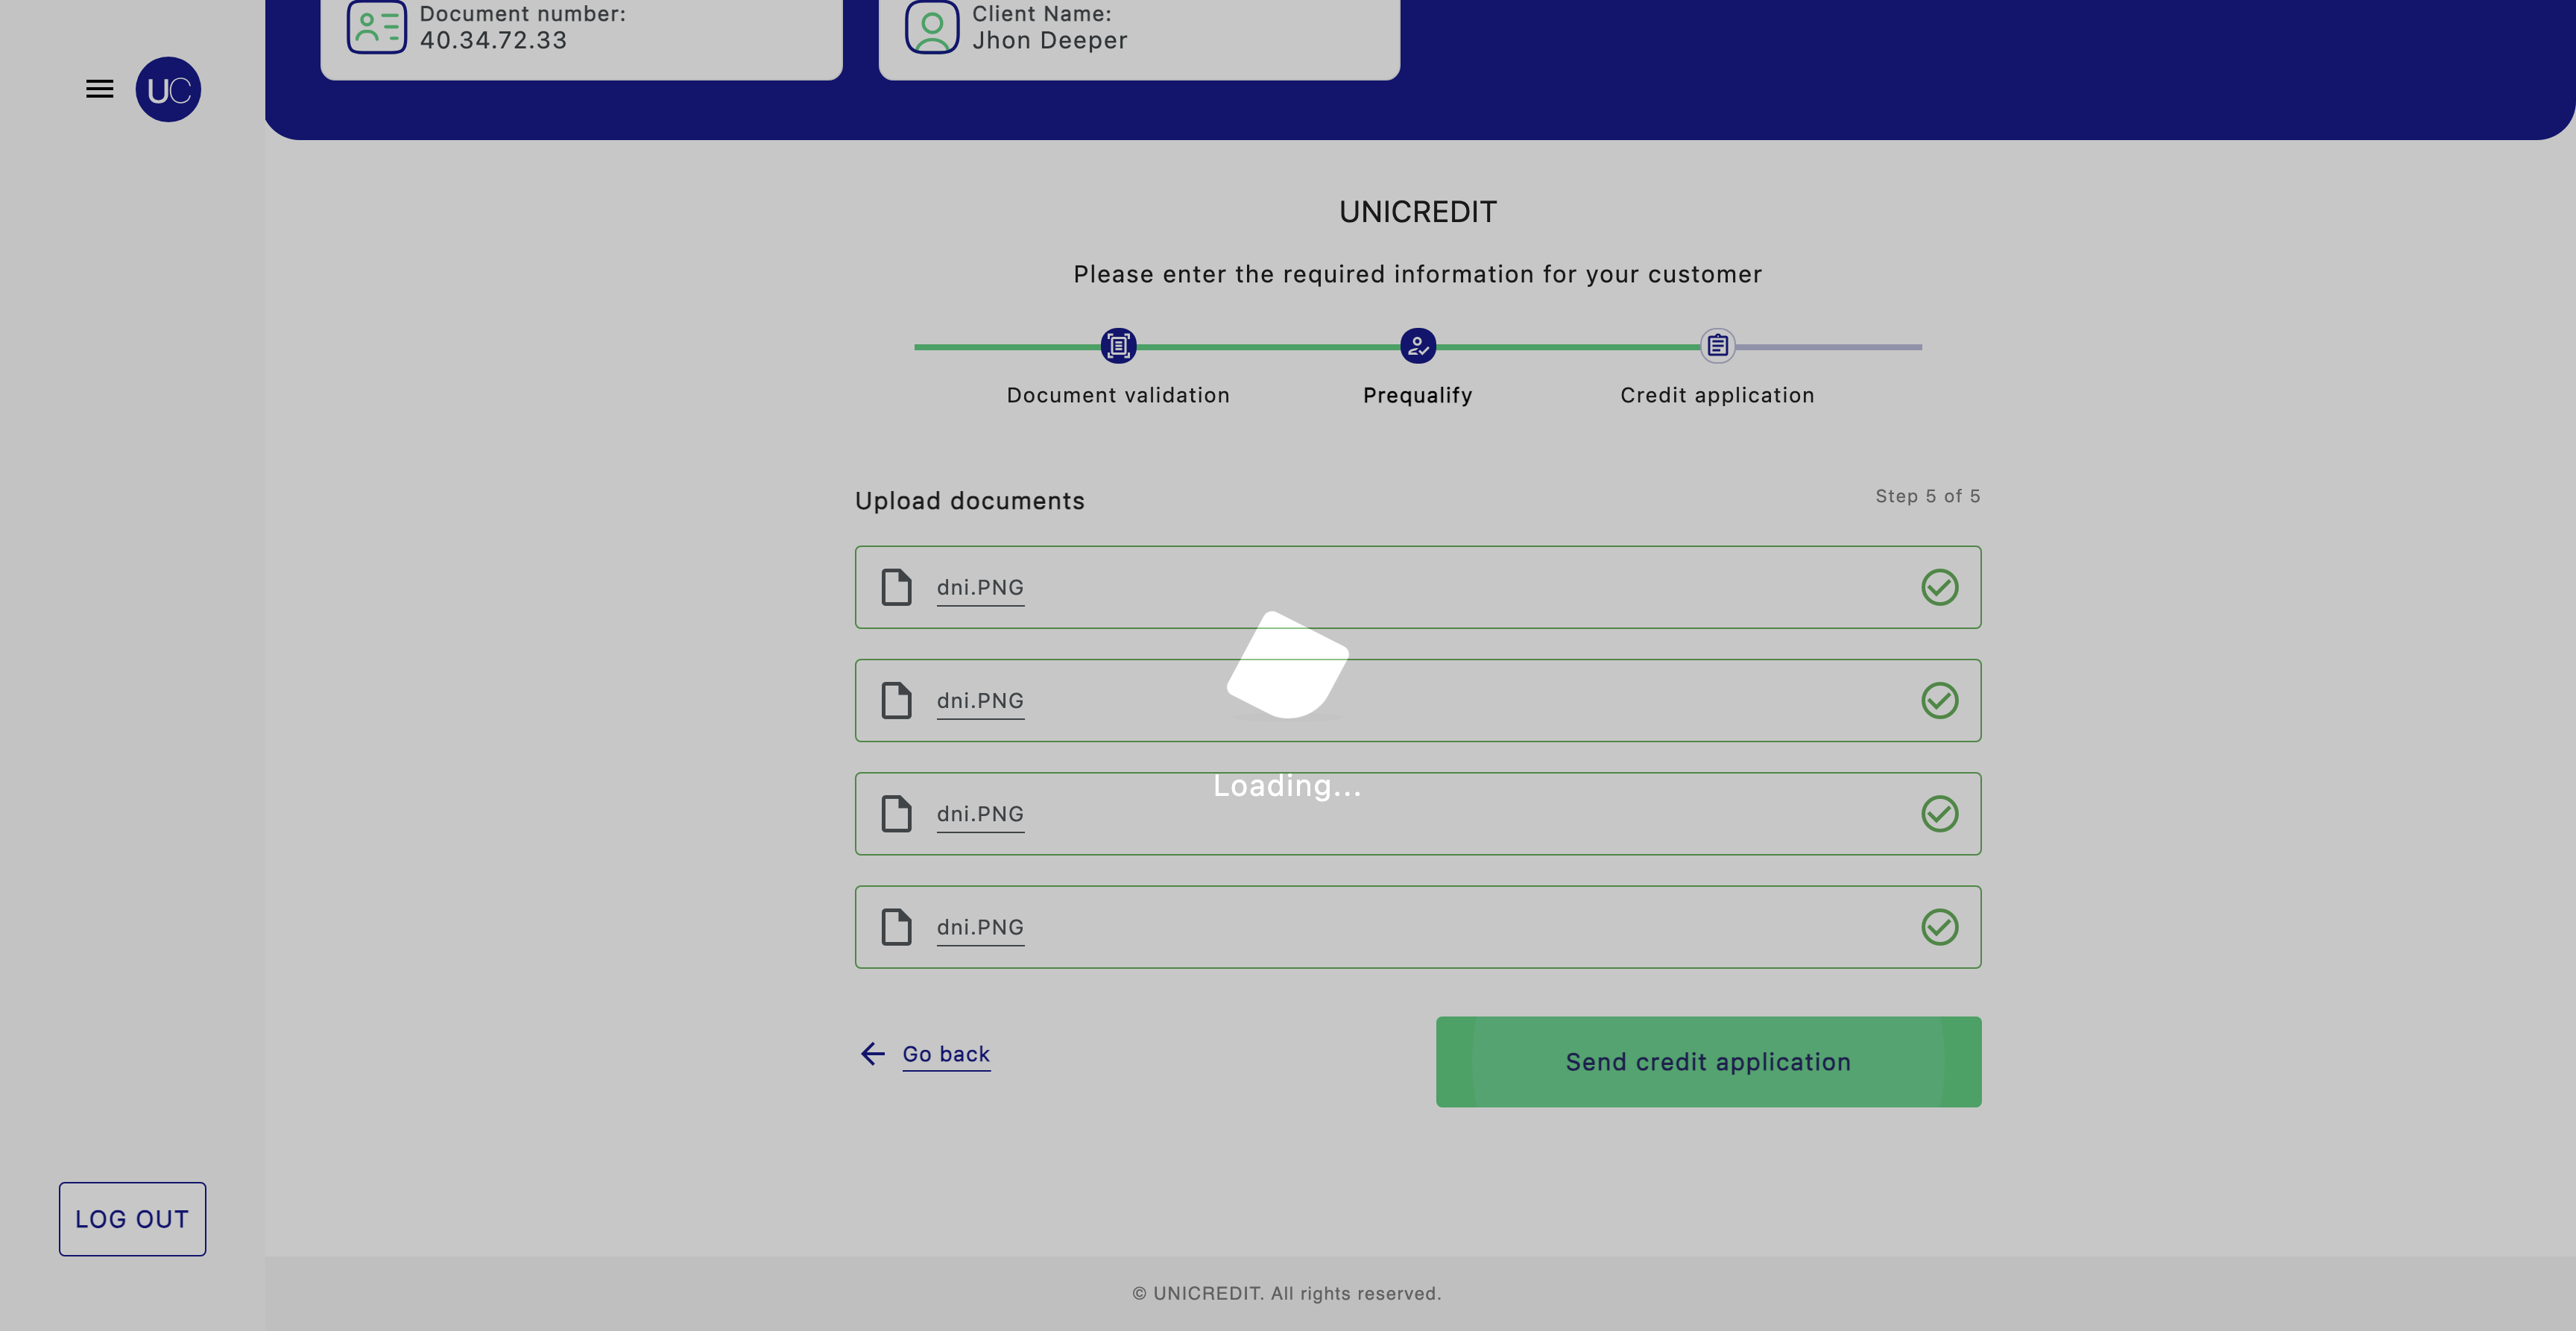 Document number:
40.34.72.33
Client Name:
Jhon Deeper
UC
UNICREDIT
Please enter the required information for your customer
Document validation
Prequalify
Credit application
Upload documents
Step 5 of 5
dni.PNG
dni.PNG
Loading...
dni.PNG
dni.PNG
Go back
Send credit application
LOG OUT
© UNICREDIT. All rights reserved.